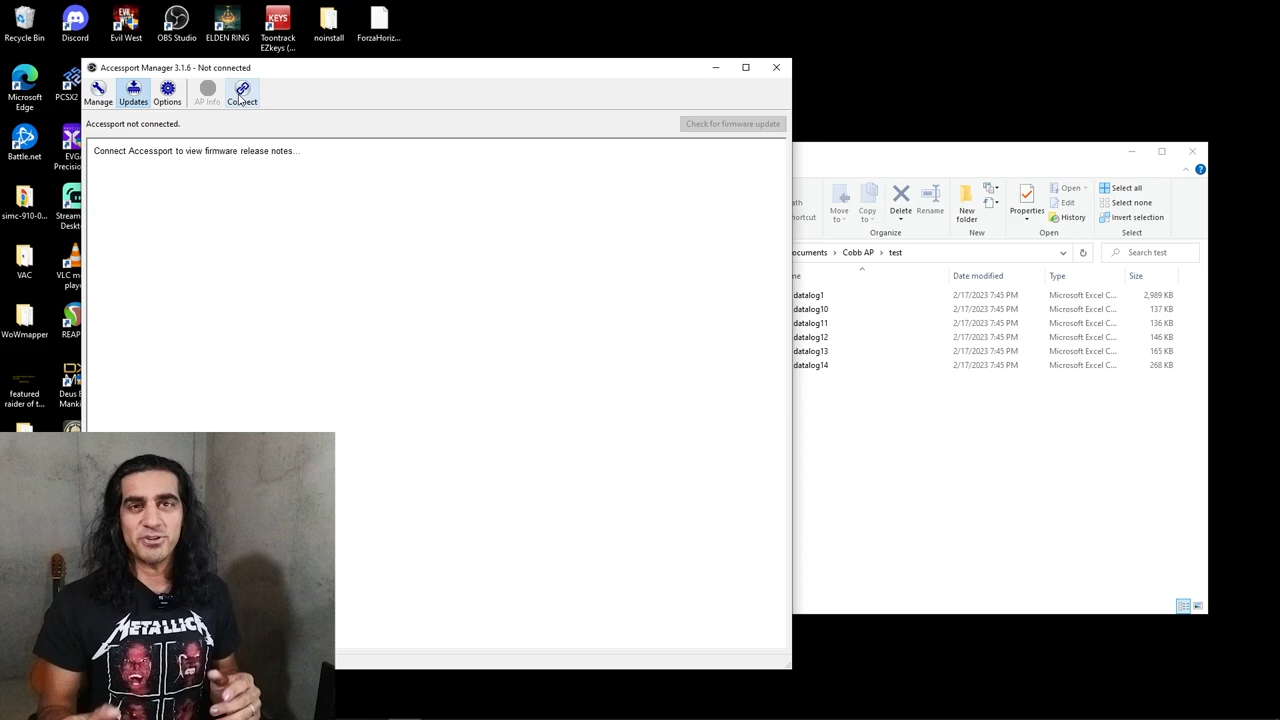 Recycle Bin
Discord
Evil West
OBS Studio
ELDEN RING
KEYS
Toontrack
EZkeys (...
noinstall
ForzaHoriz...
Microsoft
Edge
PCSX2
Battle.net
EVGA
Precision
simc-910-0...
Stream
Deskto
VAC
VLC me
playe
WoWmapper
REAP
featured
raider of t...
Deus E
Manki
Accessport Manager 3.1.6 - Not connected
Manage
Updates
Options
AP Info
Connect
Accessport not connected.
Check for firmware update
Connect Accessport to view firmware release notes...
ath
hortcut
Move
to
Copy
to
Delete
Rename
New
folder
Properties
Open
Edit
History
Select all
Select none
Invert selection
Organize
New
Open
Select
ocuments › Cobb AP › test
Search test
me
Date modified
Type
Size
datalog1 2/17/2023 7:45 PM Microsoft Excel C... 2,989 KB
datalog10 2/17/2023 7:45 PM Microsoft Excel C... 137 KB
datalog11 2/17/2023 7:45 PM Microsoft Excel C... 136 KB
datalog12 2/17/2023 7:45 PM Microsoft Excel C... 146 KB
datalog13 2/17/2023 7:45 PM Microsoft Excel C... 165 KB
datalog14 2/17/2023 7:45 PM Microsoft Excel C... 268 KB
METALLICA